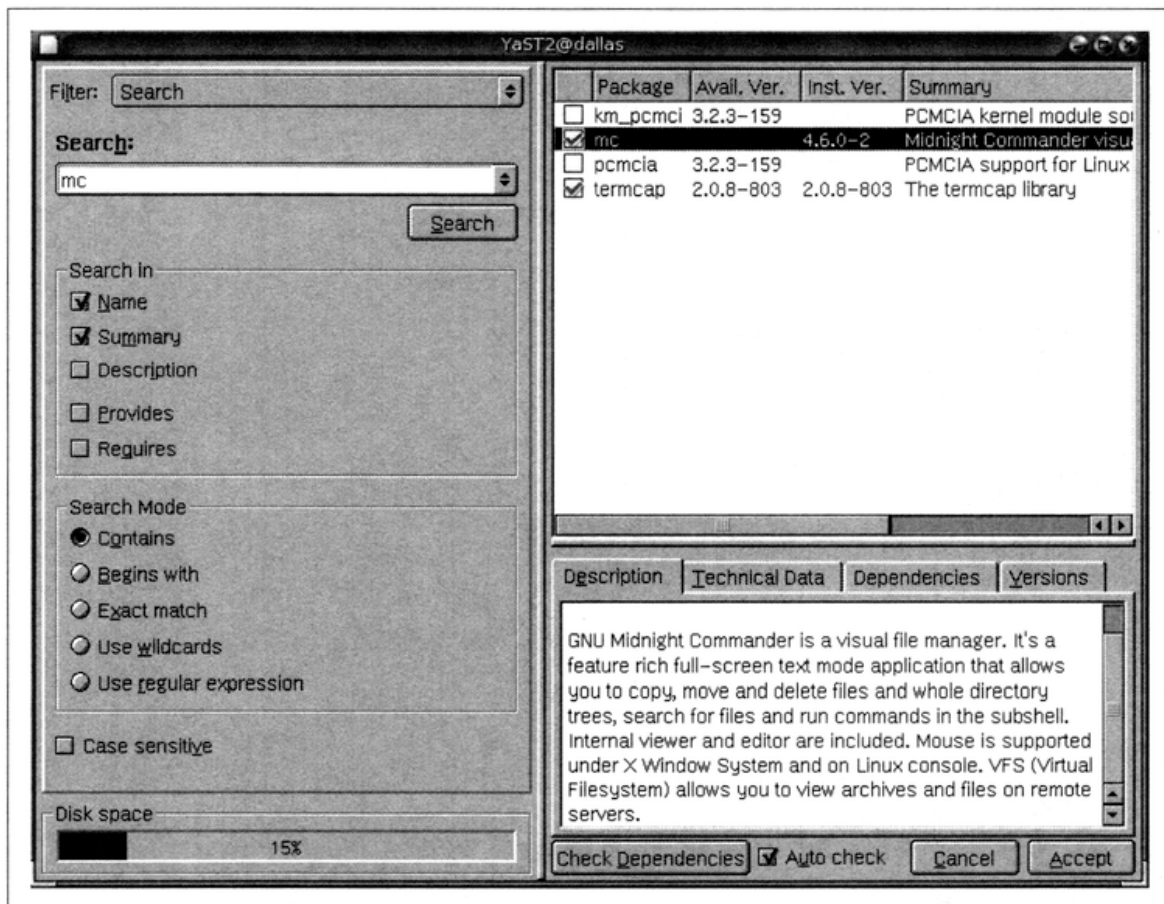 YaST2@dallas
Filter: Search
Search:
mc
Search
Search in
Name
Summary
Description
Provides
Requires
Search Mode
Contains
Begins with
Exact match
Use wildcards
Use regular expression
Case sensitive
Disk space
15%
Package Avail. Ver. Inst. Ver. Summary
km_pcmci 3.2.3-159 PCMCIA kernel module sou
mc 4.6.0-2 Midnight Commander visua
pcmcia 3.2.3-159 PCMCIA support for Linux
termcap 2.0.8-803 2.0.8-803 The termcap library
Description Technical Data Dependencies Versions
GNU Midnight Commander is a visual file manager. It's a
feature rich full-screen text mode application that allows
you to copy, move and delete files and whole directory
trees, search for files and run commands in the subshell.
Internal viewer and editor are included. Mouse is supported
under X Window System and on Linux console. VFS (Virtual
Filesystem) allows you to view archives and files on remote
servers.
Check Dependencies Auto check Cancel Accept